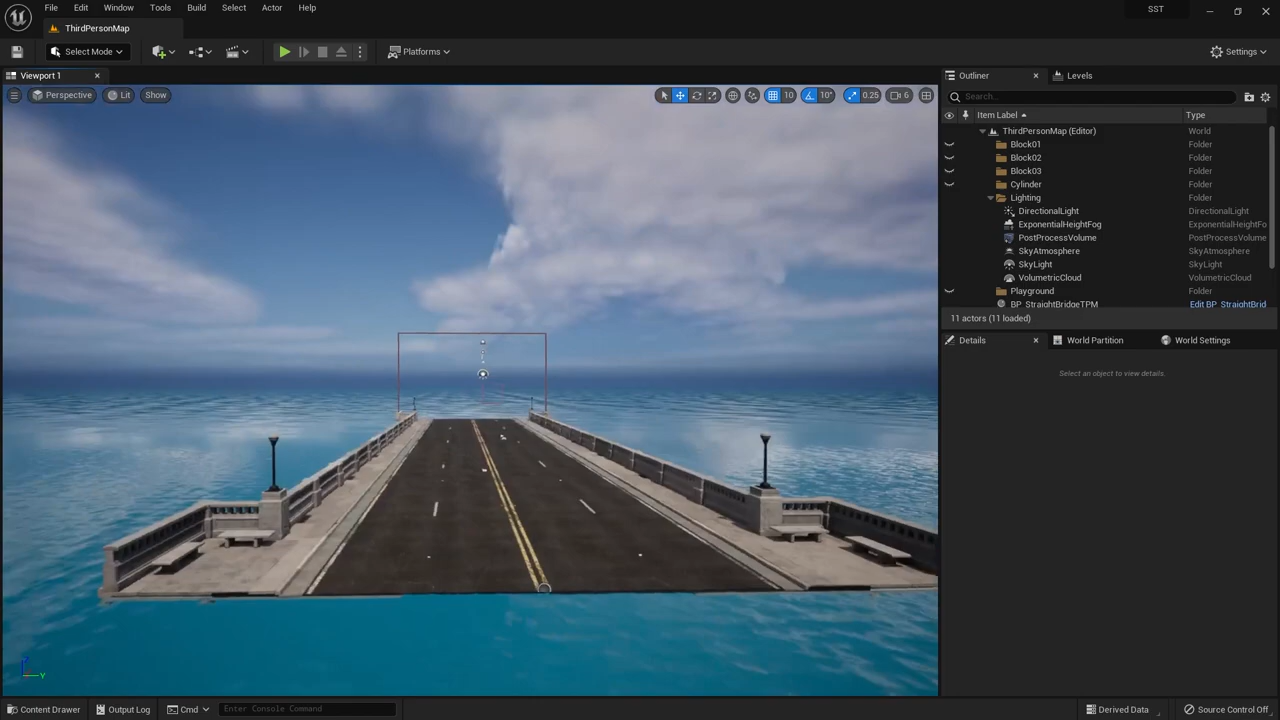 File Edit Window Tools Build Select Actor Help SST
ThirdPersonMap
Select Mode Platforms Settings
Viewport 1
Perspective Lit Show 10 10° 0.25 6
Outliner Levels
Search...
Item Label Type
ThirdPersonMap (Editor) World
Block01 Folder
Block02 Folder
Block03 Folder
Cylinder Folder
Lighting Folder
DirectionalLight DirectionalLight
ExponentialHeightFog ExponentialHeightFo
PostProcessVolume PostProcessVolume
SkyAtmosphere SkyAtmosphere
SkyLight SkyLight
VolumetricCloud VolumetricCloud
Playground Folder
BP_StraightBridgeTPM Edit BP_StraightBrid
11 actors (11 loaded)
Details World Partition World Settings
Select an object to view details.
Z Y
Content Drawer Output Log Cmd Enter Console Command Derived Data Source Control Off